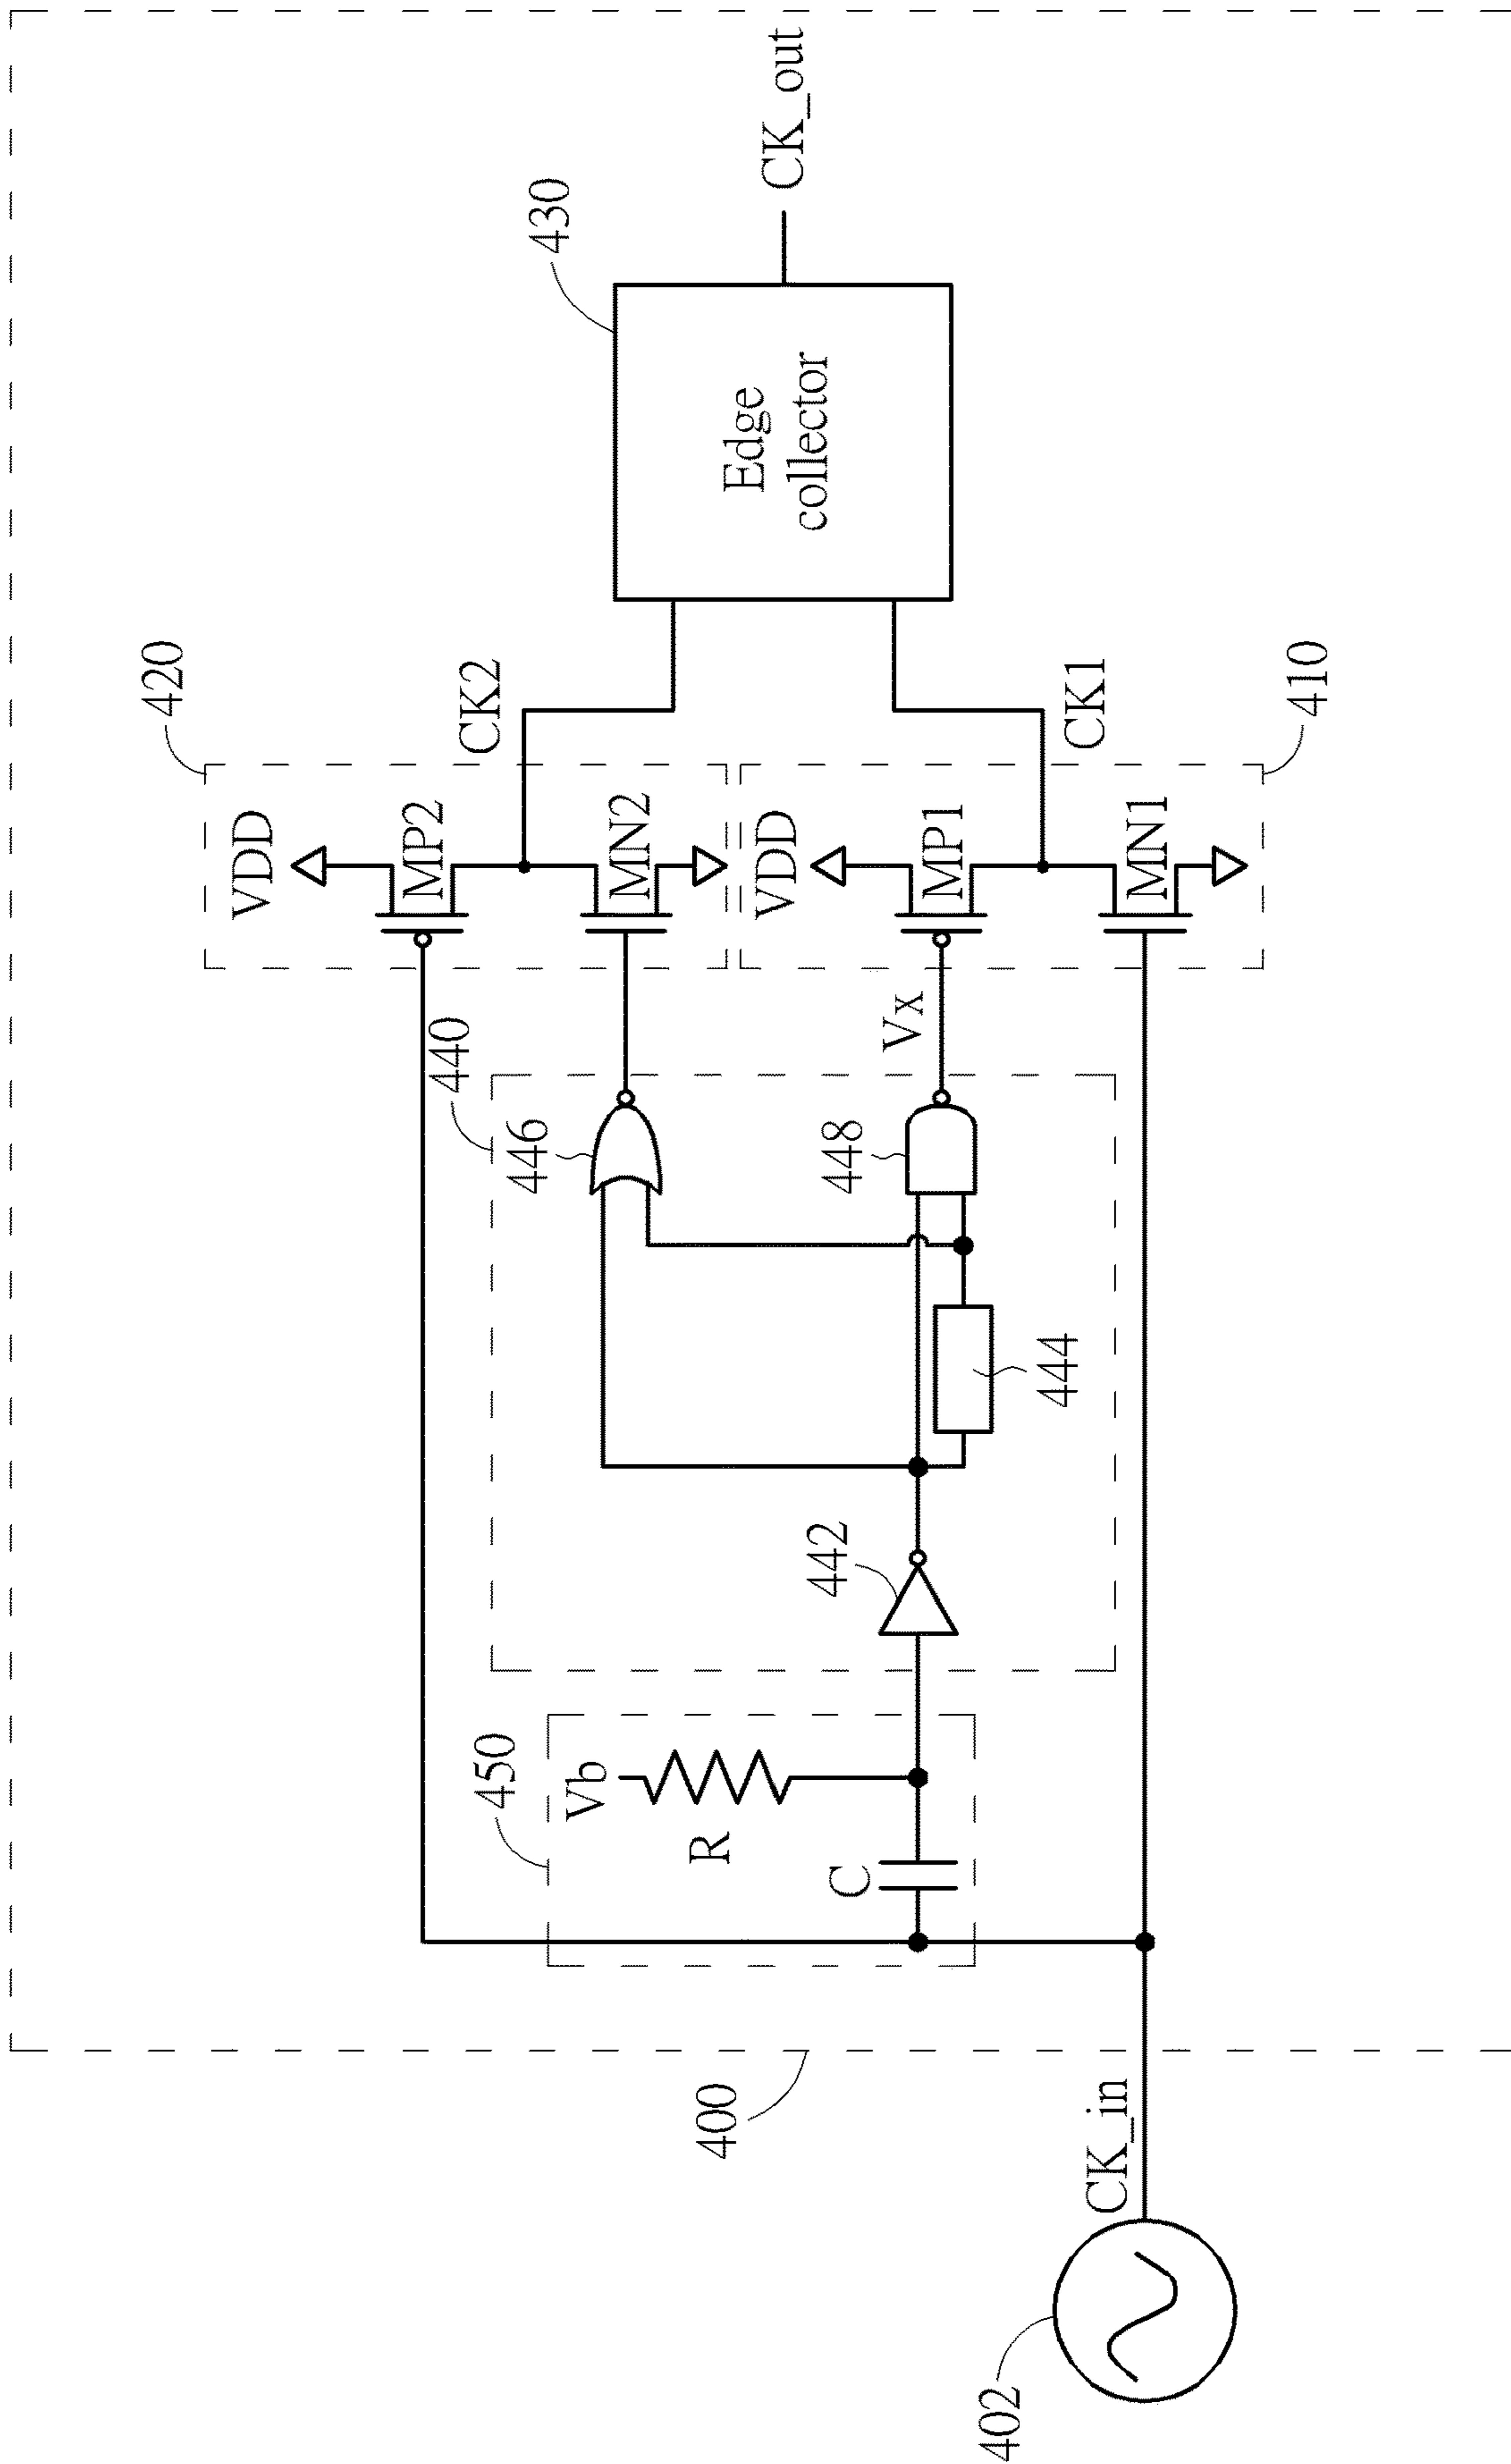 420
VDD
MP2
CK2
MN2
440
446
450
Vb
R
430
Edge
collector
CK_out
VDD
MP1
Vx
448
442
C
444
CK1
MN1
410
400
CK_in
402